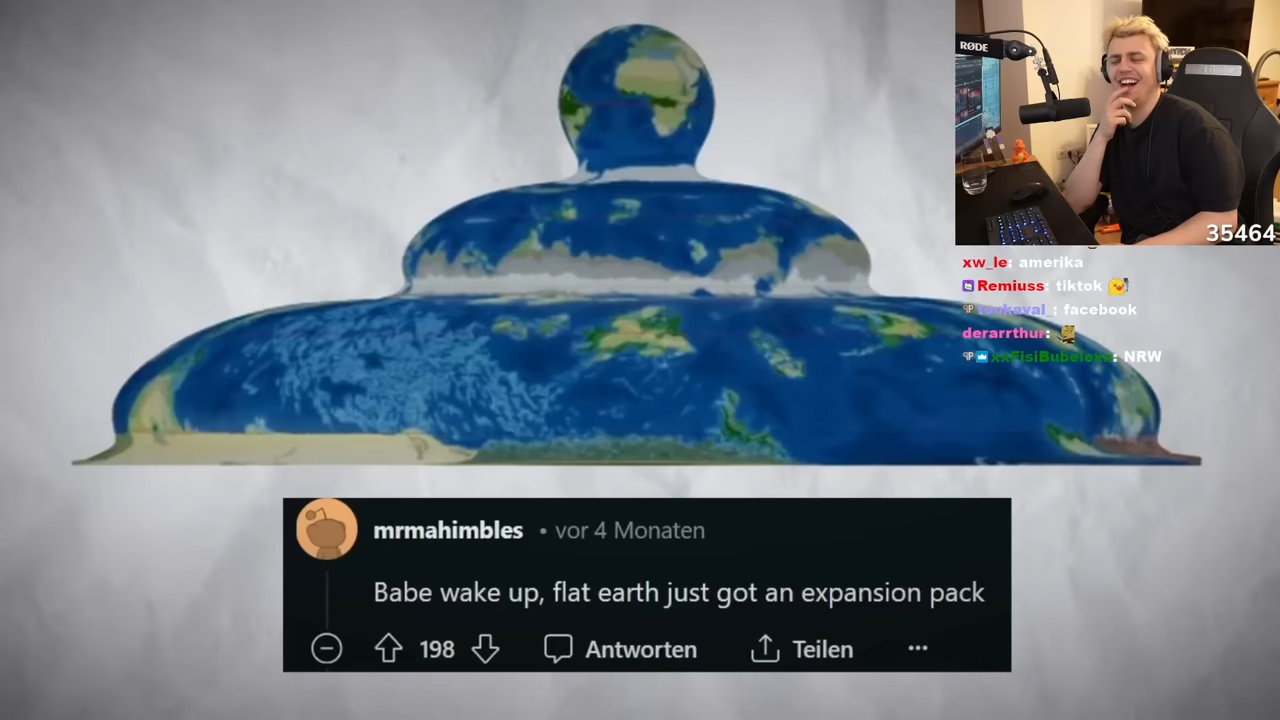 RØDE
35464
xw_le: amerika
Remiuss: tiktok
: facebook
derarrthur:
xxFisiBubelexx: NRW
mrmahimbles • vor 4 Monaten
Babe wake up, flat earth just got an expansion pack
198 Antworten Teilen ...